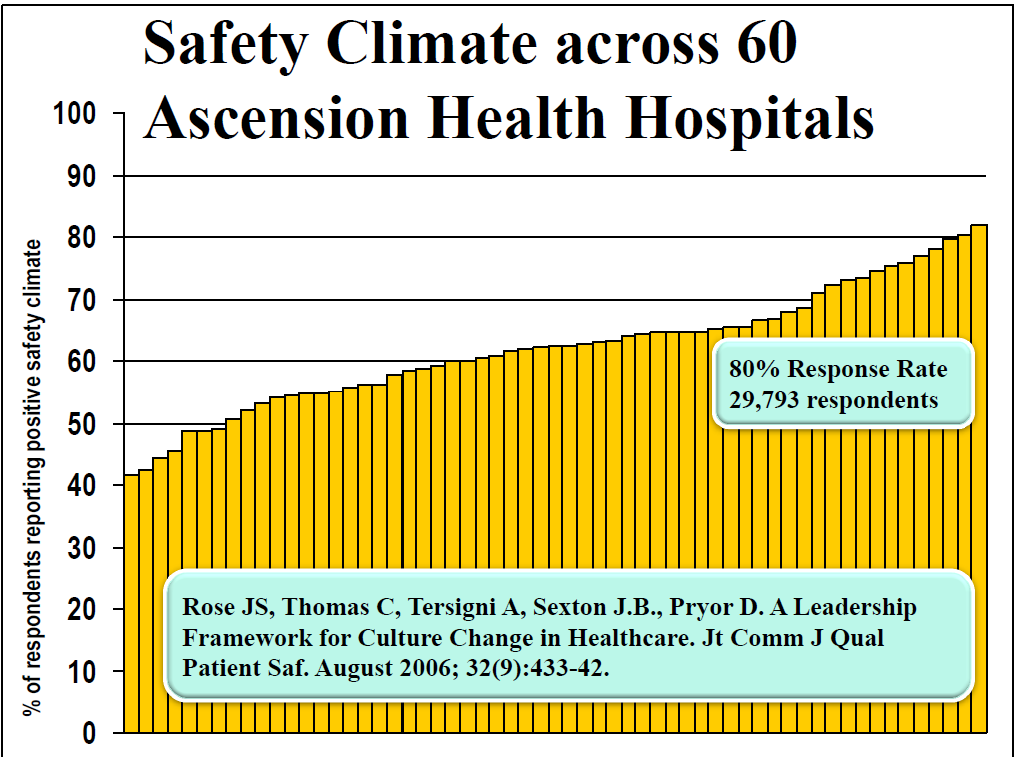 Safety Climate across 60
Ascension Health Hospitals
% of respondents reporting positive safety climate
100
90
80
70
60
50
40
30
20
10
0
80% Response Rate
29,793 respondents
Rose JS, Thomas C, Tersigni A, Sexton J.B., Pryor D. A Leadership
Framework for Culture Change in Healthcare. Jt Comm J Qual
Patient Saf. August 2006; 32(9):433-42.